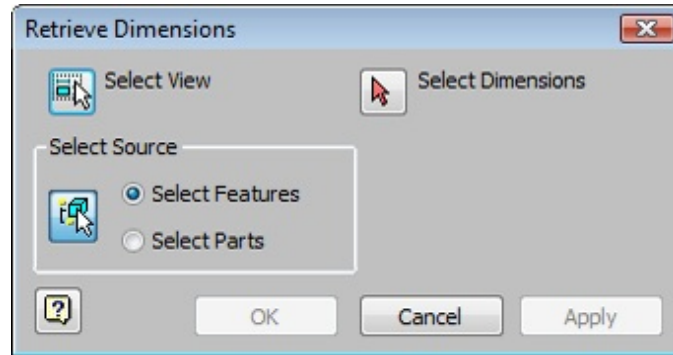 Retrieve Dimensions
Select View
Select Dimensions
Select Source
Select Features
Select Parts
OK
Cancel
Apply